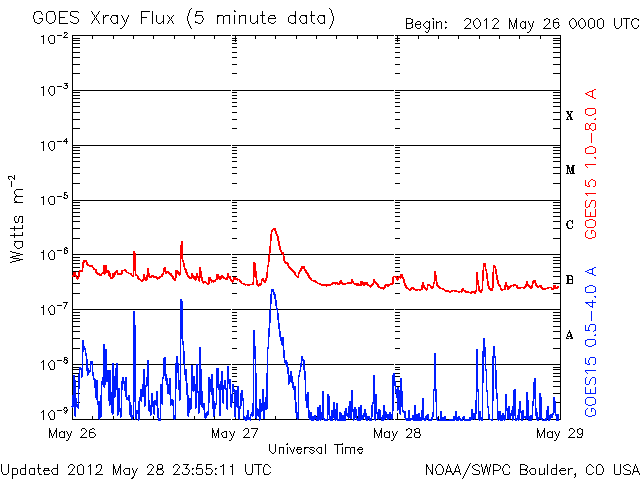 GOES Xray Flux (5 minute data)
Begin: 2012 May 26 0000 UTC
10⁻²
10⁻³
10⁻⁴
10⁻⁵
10⁻⁶
10⁻⁷
10⁻⁸
10⁻⁹
Watts m⁻²
X
M
C
B
A
GOES15 1.0-8.0 A
GOES15 0.5-4.0 A
May 26
May 27
May 28
May 29
Universal Time
Updated 2012 May 28 23:55:11 UTC
NOAA/SWPC Boulder, CO USA